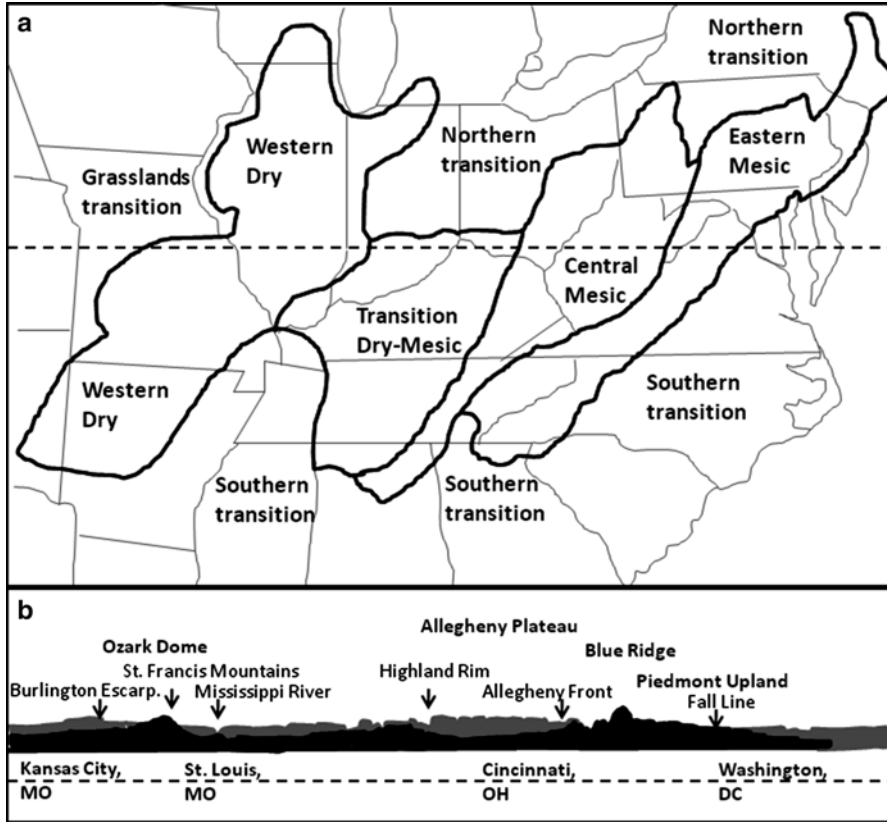 a
Northern
transition
Western
Dry
Northern
transition
Eastern
Mesic
Grasslands
transition
Central
Mesic
Transition
Dry-Mesic
Western
Dry
Southern
transition
Southern
transition
Southern
transition
b
Allegheny Plateau
Ozark Dome
Blue Ridge
St. Francis Mountains
Highland Rim
Burlington Escarp.
Mississippi River
Allegheny Front
Piedmont Upland
Fall Line
Kansas City,
MO
St. Louis,
MO
Cincinnati,
OH
Washington,
DC